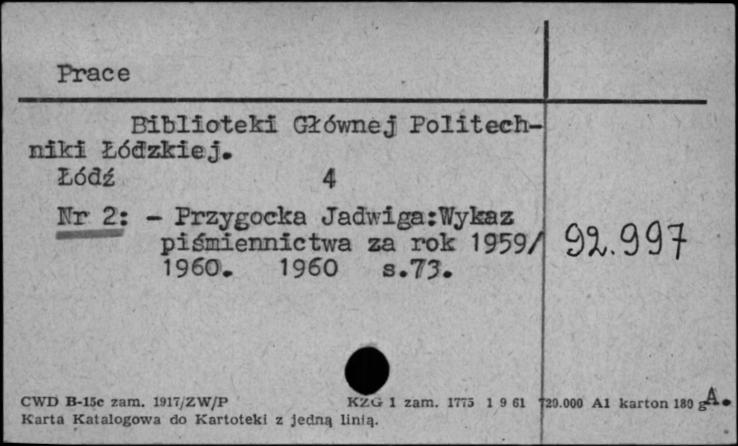 Prace
Biblioteki Głównej Politech-
niki Łódzkiej.
Łódź 4
Nr 2: - Przygocka Jadwiga:Wykaz
piśmiennictwa za rok 1959/
1960. 1960 s.73.
92.997
CWD B-15c zam. 1917/ZW/P KZG 1 zam. 1775 1 9 61 720.000 A1 karton 180 g A.
Karta Katalogowa do Kartoteki z jedną linią.